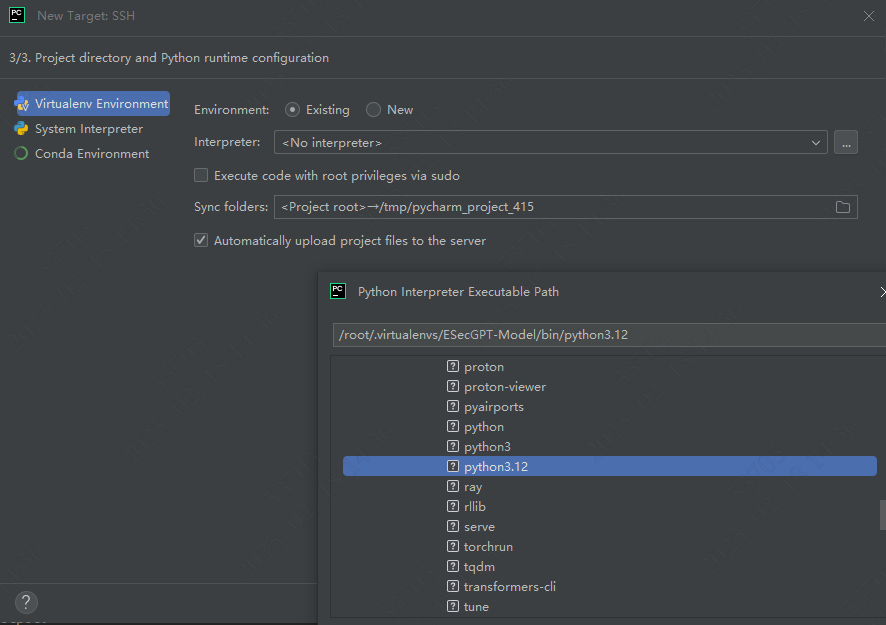 PC New Target: SSH
3/3. Project directory and Python runtime configuration
Virtualenv Environment
System Interpreter
Conda Environment
Environment: Existing New
Interpreter: <No interpreter> ...
Execute code with root privileges via sudo
Sync folders: <Project root>→/tmp/pycharm_project_415
Automatically upload project files to the server
PC Python Interpreter Executable Path
/root/.virtualenvs/ESecGPT-Model/bin/python3.12
? proton
? proton-viewer
? pyairports
? python
? python3
? python3.12
? ray
? rllib
? serve
? torchrun
? tqdm
? transformers-cli
? tune
?